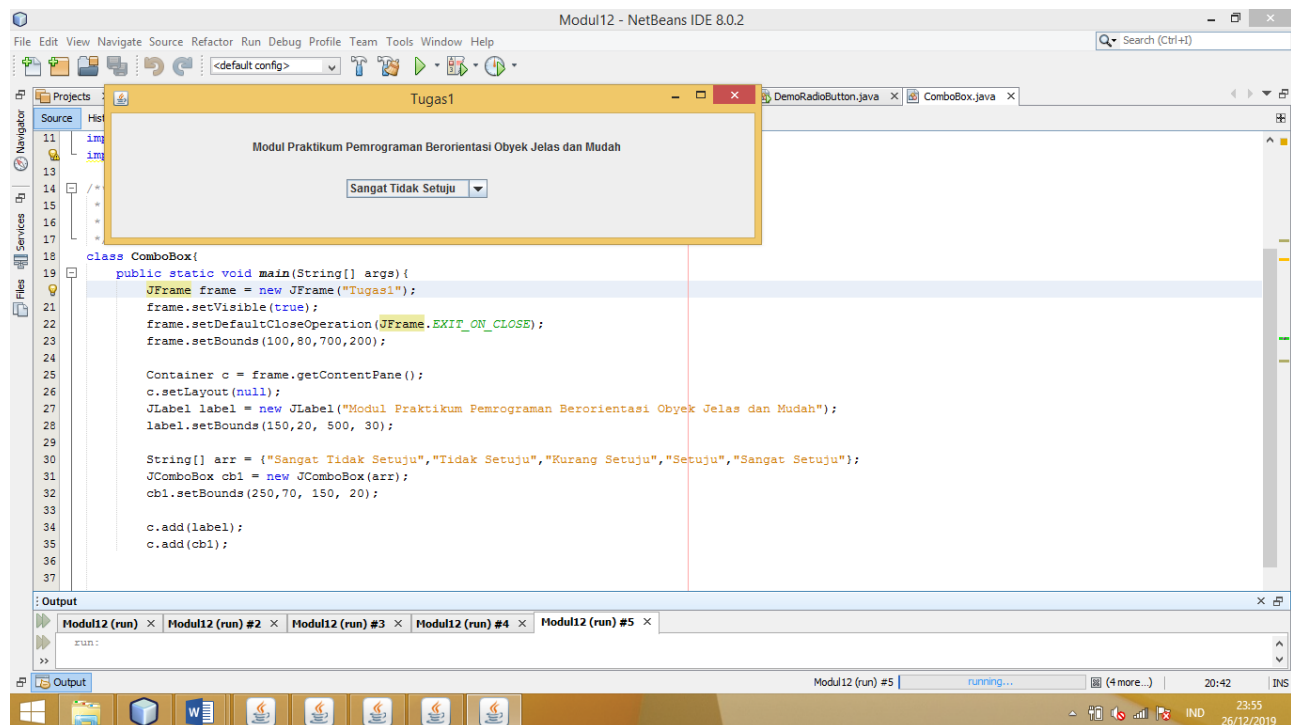 Modul12 - NetBeans IDE 8.0.2
File Edit View Navigate Source Refactor Run Debug Profile Team Tools Window Help
Search (Ctrl+I)
<default config>
Projects
Tugas1
DemoRadioButton.java
ComboBox.java
Source
Modul Praktikum Pemrograman Berorientasi Obyek Jelas dan Mudah
Sangat Tidak Setuju
Navigator
Services
Files
11
13
14 /*
15 *
16 *
17 *
18 class ComboBox{
19 public static void main(String[] args){
JFrame frame = new JFrame("Tugas1");
21 frame.setVisible(true);
22 frame.setDefaultCloseOperation(JFrame.EXIT_ON_CLOSE);
23 frame.setBounds(100,80,700,200);
24
25 Container c = frame.getContentPane();
26 c.setLayout(null);
27 JLabel label = new JLabel("Modul Praktikum Pemrograman Berorientasi Obyek Jelas dan Mudah");
28 label.setBounds(150,20, 500, 30);
29
30 String[] arr = {"Sangat Tidak Setuju","Tidak Setuju","Kurang Setuju","Setuju","Sangat Setuju"};
31 JComboBox cb1 = new JComboBox(arr);
32 cb1.setBounds(250,70, 150, 20);
33
34 c.add(label);
35 c.add(cb1);
36
37
Output
Modul12 (run) Modul12 (run) #2 Modul12 (run) #3 Modul12 (run) #4 Modul12 (run) #5
run:
Output
Modul12 (run) #5 running... (4 more...) 20:42 INS
IND
23:55
26/12/2019